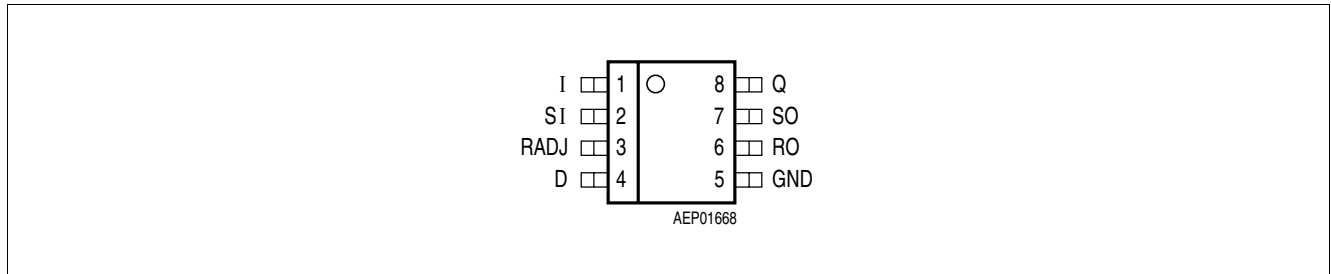 I 1 8 Q
SI 2 7 SO
RADJ 3 6 RO
D 4 5 GND
AEP01668